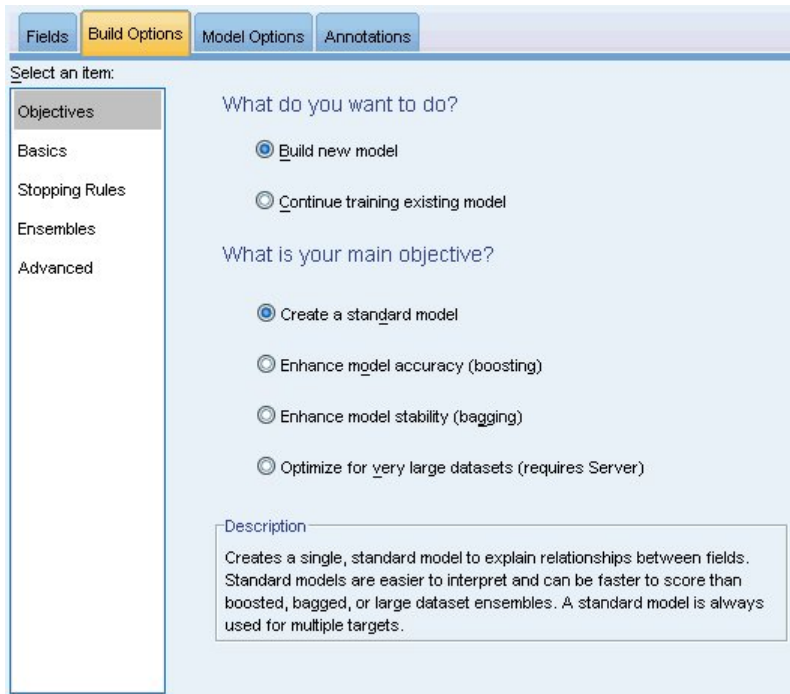 Fields Build Options Model Options Annotations
Select an item:
Objectives
Basics
Stopping Rules
Ensembles
Advanced
What do you want to do?
Build new model
Continue training existing model
What is your main objective?
Create a standard model
Enhance model accuracy (boosting)
Enhance model stability (bagging)
Optimize for very large datasets (requires Server)
Description
Creates a single, standard model to explain relationships between fields.
Standard models are easier to interpret and can be faster to score than
boosted, bagged, or large dataset ensembles. A standard model is always
used for multiple targets.